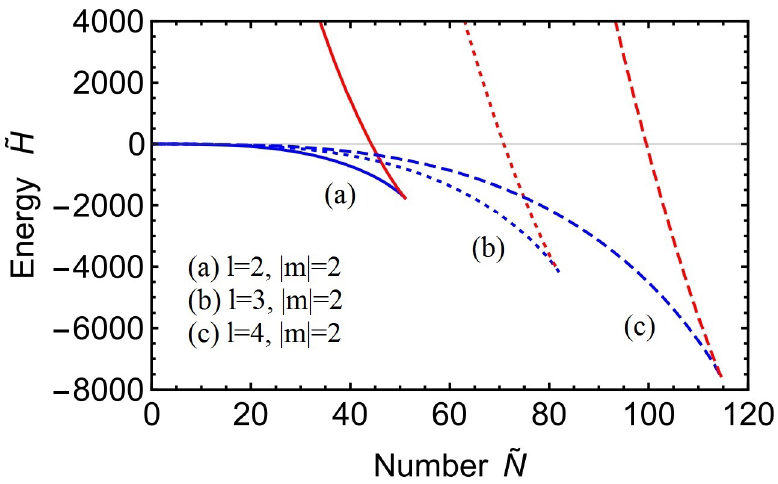 4000
2000
0
−2000
−4000
−6000
−8000
Energy H̃
(a)
(b)
(c)
(a) l=2, |m|=2
(b) l=3, |m|=2
(c) l=4, |m|=2
0 20 40 60 80 100 120
Number Ñ